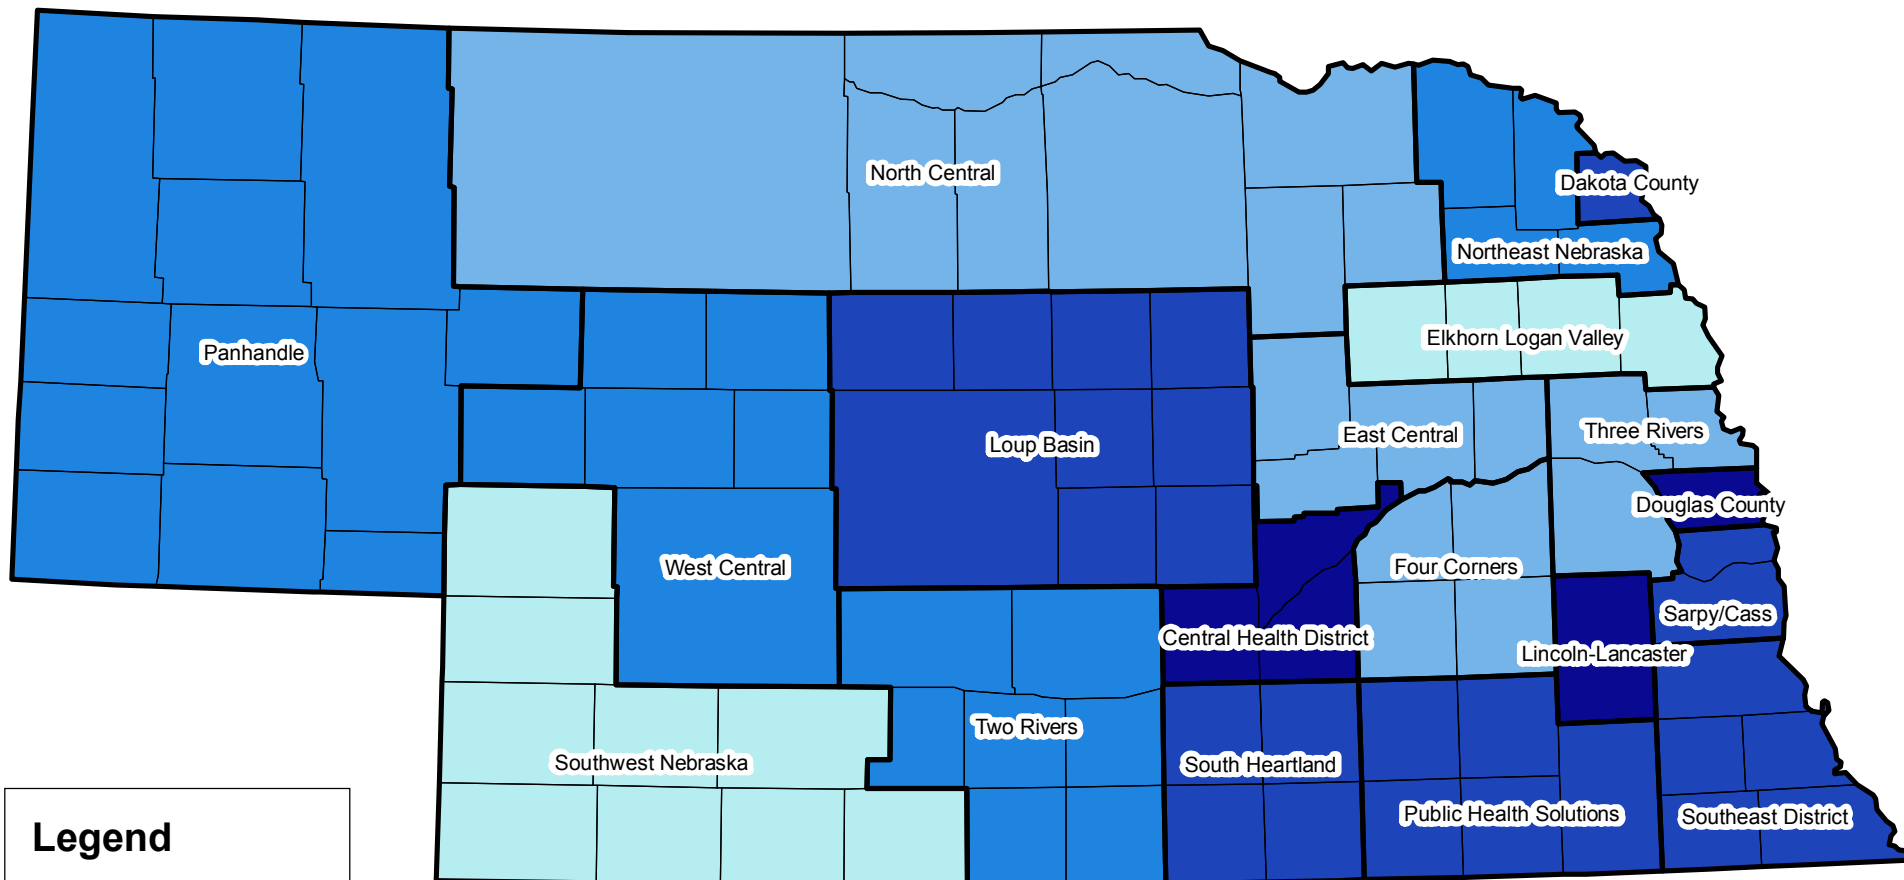 North Central
Dakota County
Northeast Nebraska
Elkhorn Logan Valley
Panhandle
Loup Basin
East Central
Three Rivers
Douglas County
West Central
Four Corners
Sarpy/Cass
Central Health District
Lincoln-Lancaster
Two Rivers
Southwest Nebraska
South Heartland
Public Health Solutions
Southeast District
Legend